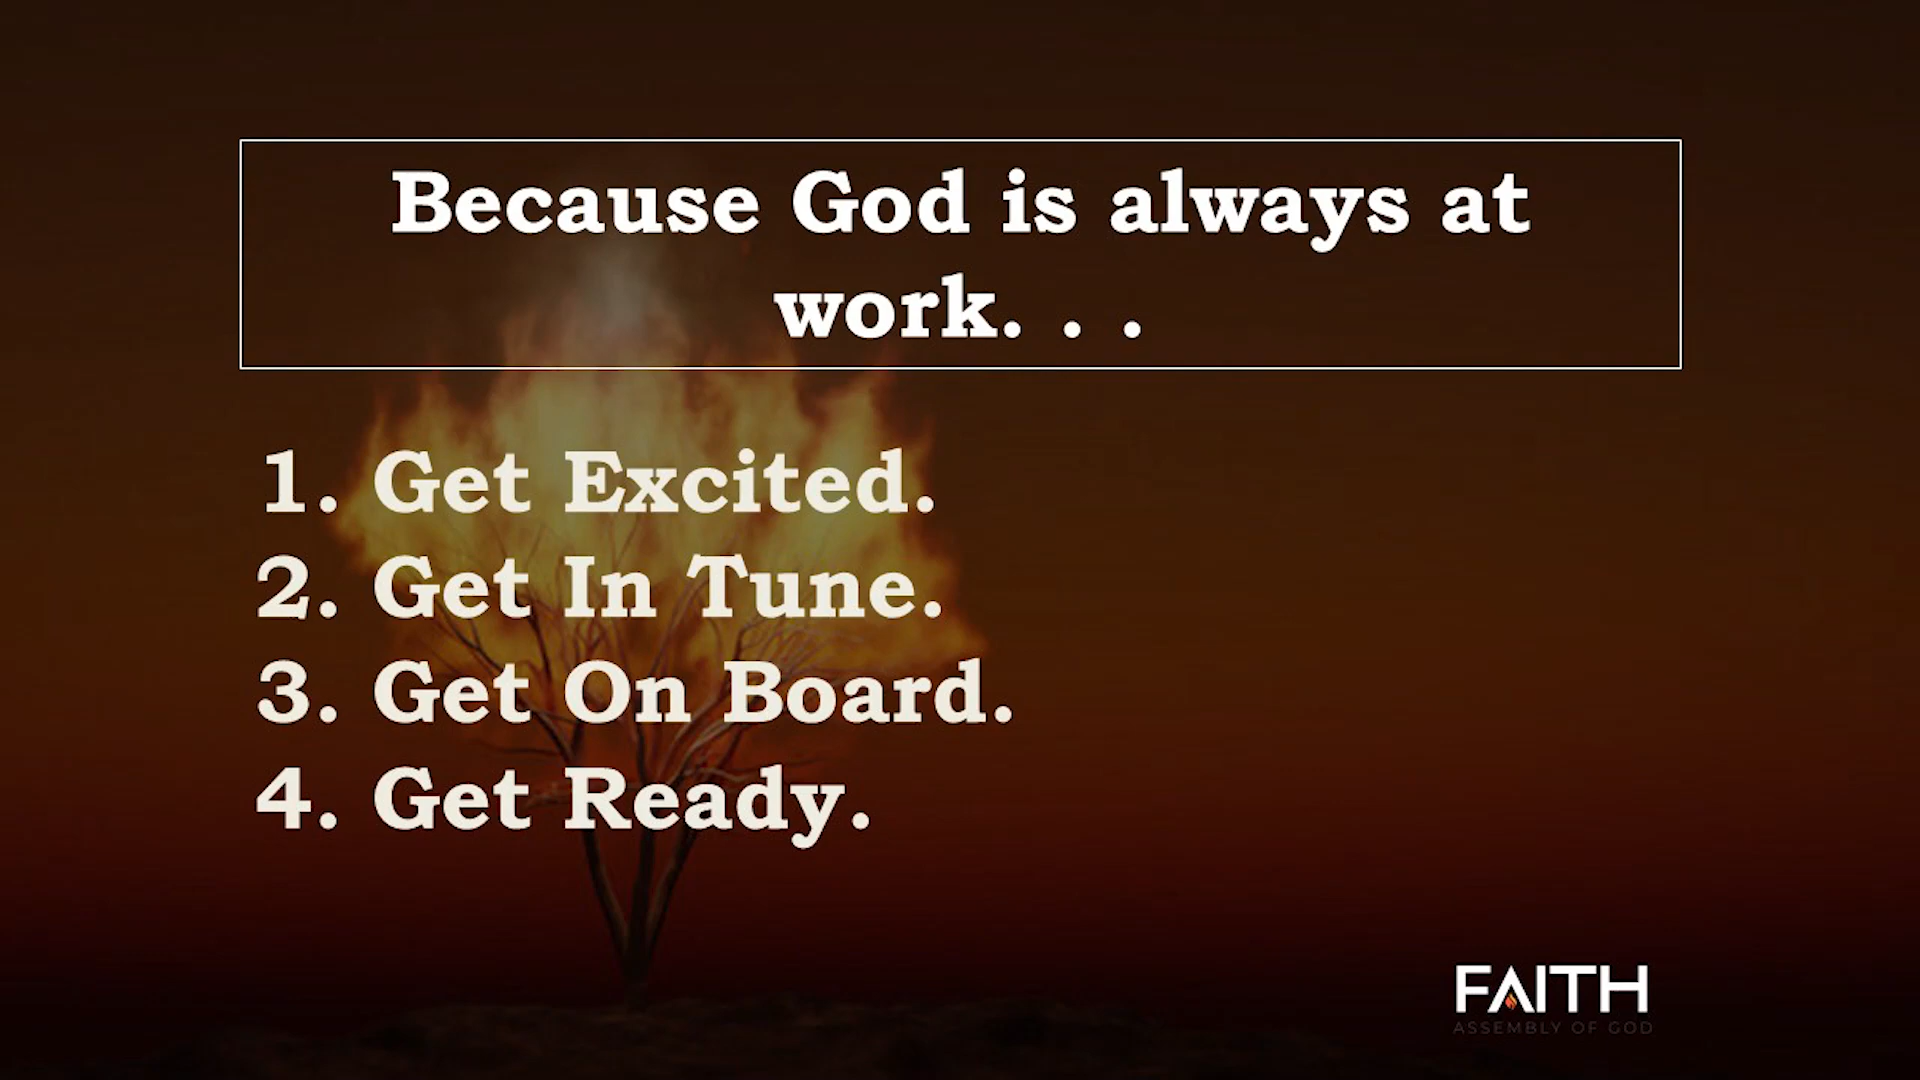 Because God is always at
work. . .
1. Get Excited.
2. Get In Tune.
3. Get On Board.
4. Get Ready.
FAITH
ASSEMBLY OF GOD